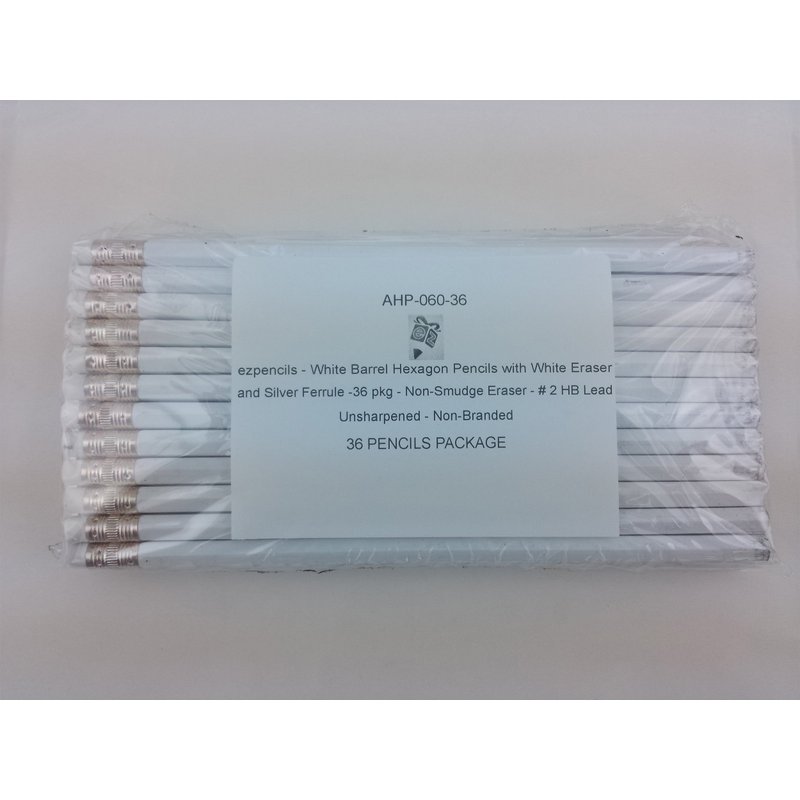 AHP-060-36
ezpencils - White Barrel Hexagon Pencils with White Eraser
and Silver Ferrule -36 pkg - Non-Smudge Eraser - # 2 HB Lead
Unsharpened - Non-Branded
36 PENCILS PACKAGE